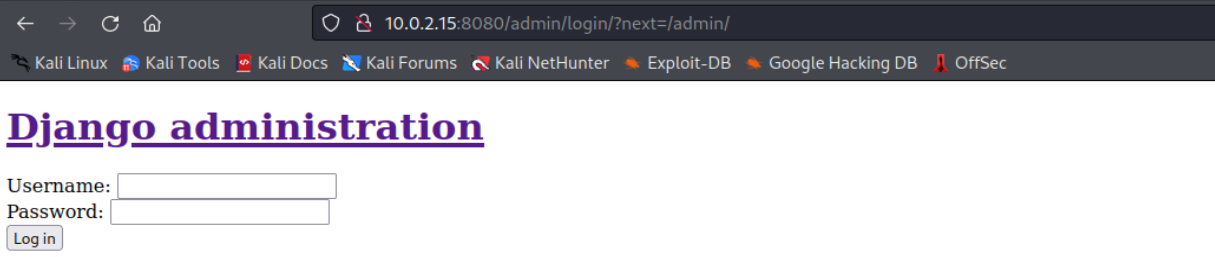 10.0.2.15:8080/admin/login/?next=/admin/
Kali Linux Kali Tools Kali Docs Kali Forums Kali NetHunter Exploit-DB Google Hacking DB OffSec
Django administration
Username:
Password:
Log in